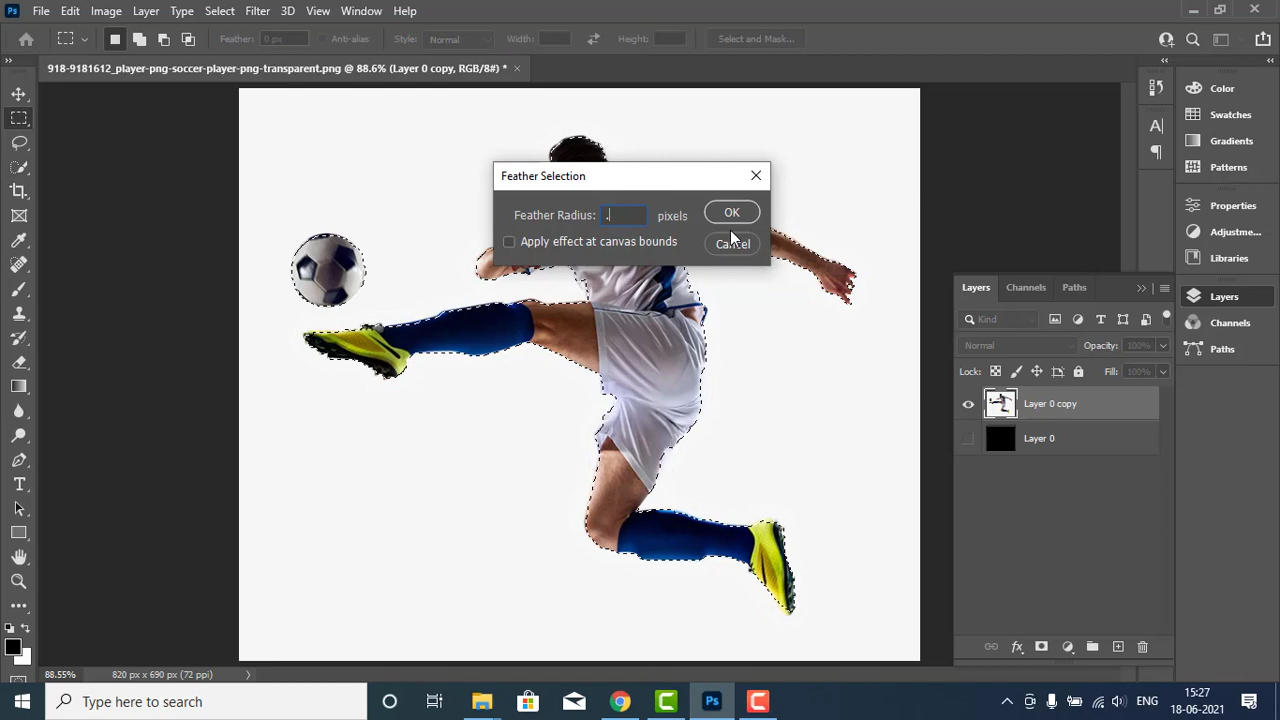 Ps File Edit Image Layer Type Select Filter 3D View Window Help
Feather: 0 px Anti-alias Style: Normal Width: Height: Select and Mask...
918-9181612_player-png-soccer-player-png-transparent.png @ 88.6% (Layer 0 copy, RGB/8#) * ×
Color
Swatches
Gradients
Patterns
Properties
Adjustme...
Libraries
Layers
Channels
Paths
Feather Selection
Feather Radius: . pixels OK
Apply effect at canvas bounds Cancel
Layers Channels Paths
Kind
Normal Opacity: 100%
Lock: Fill: 100%
Layer 0 copy
Layer 0
88.55% 820 px x 690 px (72 ppi)
Type here to search
Ps
ENG
15:27
18-06-2021